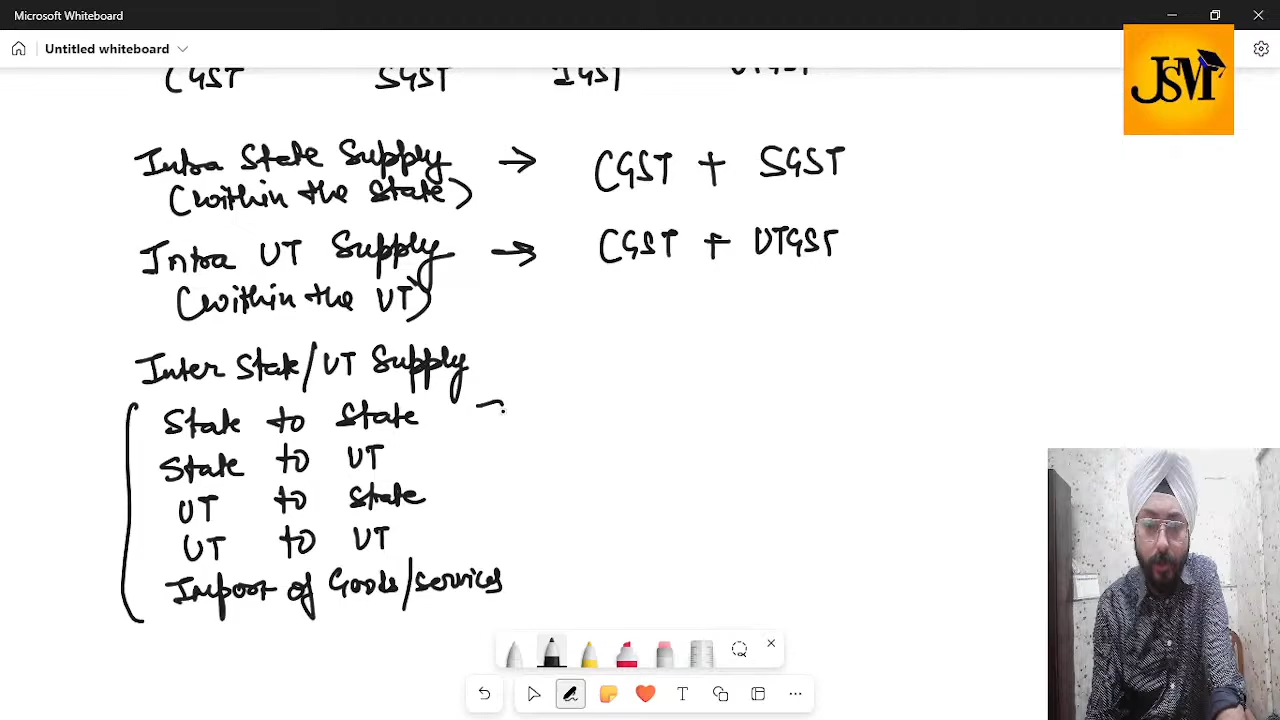 Microsoft Whiteboard
Untitled whiteboard
JSM
CGST SGST IGST UTGST
Intra State Supply → CGST + SGST
(within the State)
Intra UT Supply → CGST + UTGST
(within the UT)
Inter State/UT Supply
State to State
State to UT
UT to State
UT to UT
Import of Goods/Services